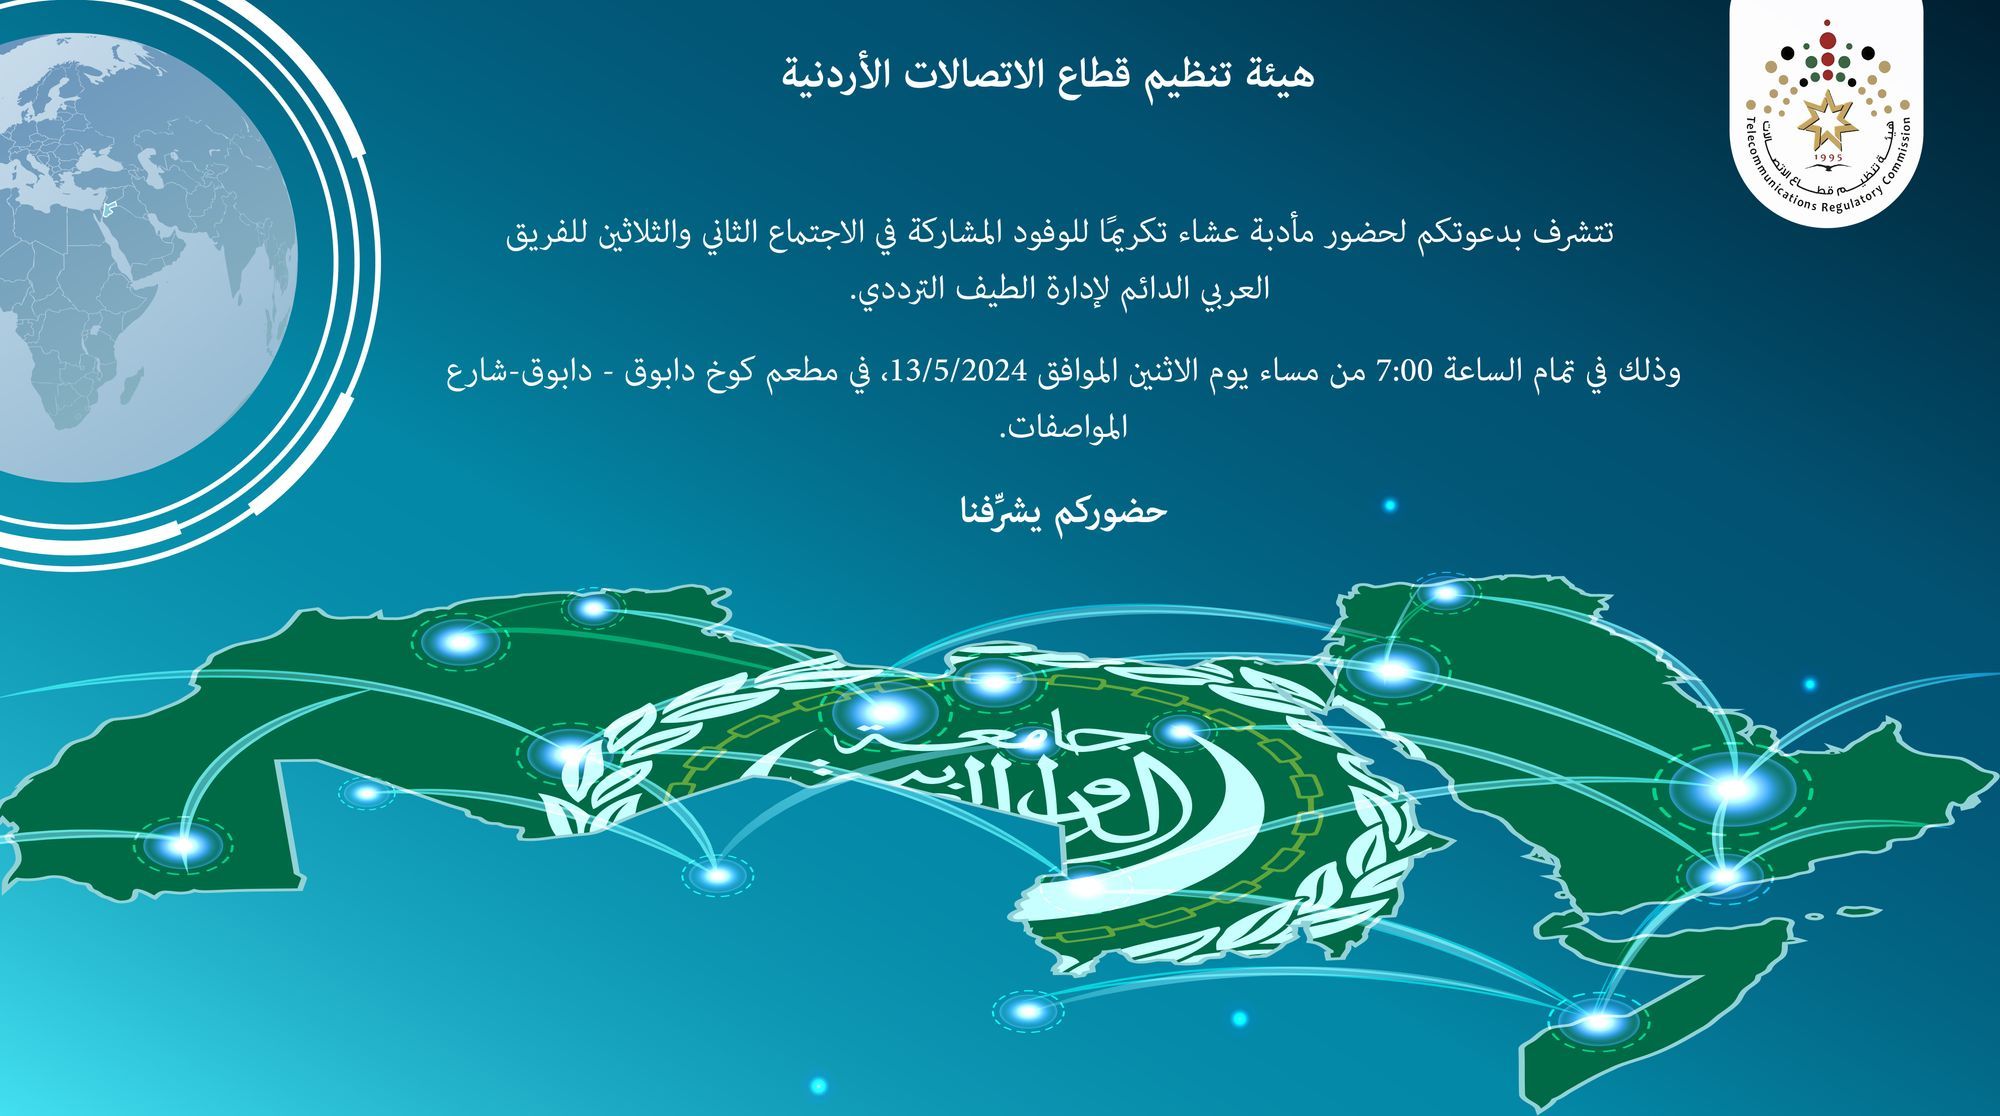 هيئة تنظيم قطاع الاتصالات الأردنية
هيئة تنظيم قطاع الاتصالات
Telecommunications Regulatory Commission
1995
تتشرف بدعوتكم لحضور مأدبة عشاء تكريمًا للوفود المشاركة في الاجتماع الثاني والثلاثين للفريق
العربي الدائم لإدارة الطيف الترددي.
وذلك في تمام الساعة 7:00 من مساء يوم الاثنين الموافق 13/5/2024، في مطعم كوخ دابوق - دابوق-شارع
المواصفات.
حضوركم يشرِّفنا
جامعة
الدول